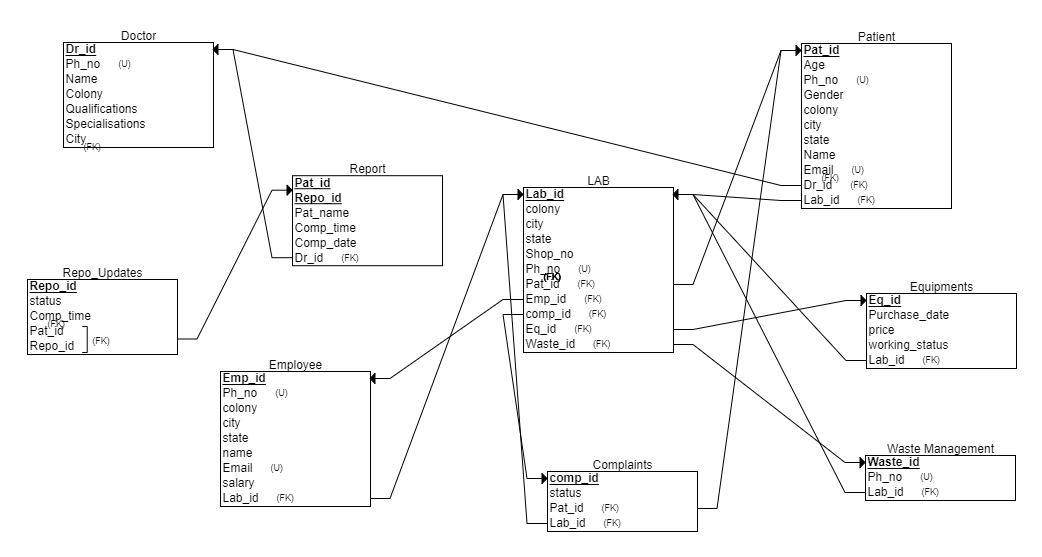 Doctor
Dr_id
Ph_no (U)
Name
Colony
Qualifications
Specialisations
City
(FK)
Patient
Pat_id
Age
Ph_no (U)
Gender
colony
city
state
Name
Email (U)
(FK)
Dr_id (FK)
Lab_id (FK)
Report
Pat_id
Repo_id
Pat_name
Comp_time
Comp_date
Dr_id (FK)
LAB
Lab_id
colony
city
state
Shop_no
Ph_no (U)
(FK)
Pat_id (FK)
Emp_id (FK)
comp_id (FK)
Eq_id (FK)
Waste_id (FK)
Repo_Updates
Repo_id
status
Comp_time
(FK)
Pat_id
Repo_id (FK)
Equipments
Eq_id
Purchase_date
price
working_status
Lab_id (FK)
Employee
Emp_id
Ph_no (U)
colony
city
state
name
Email (U)
salary
Lab_id (FK)
Complaints
comp_id
status
Pat_id (FK)
Lab_id (FK)
Waste Management
Waste_id
Ph_no (U)
Lab_id (FK)